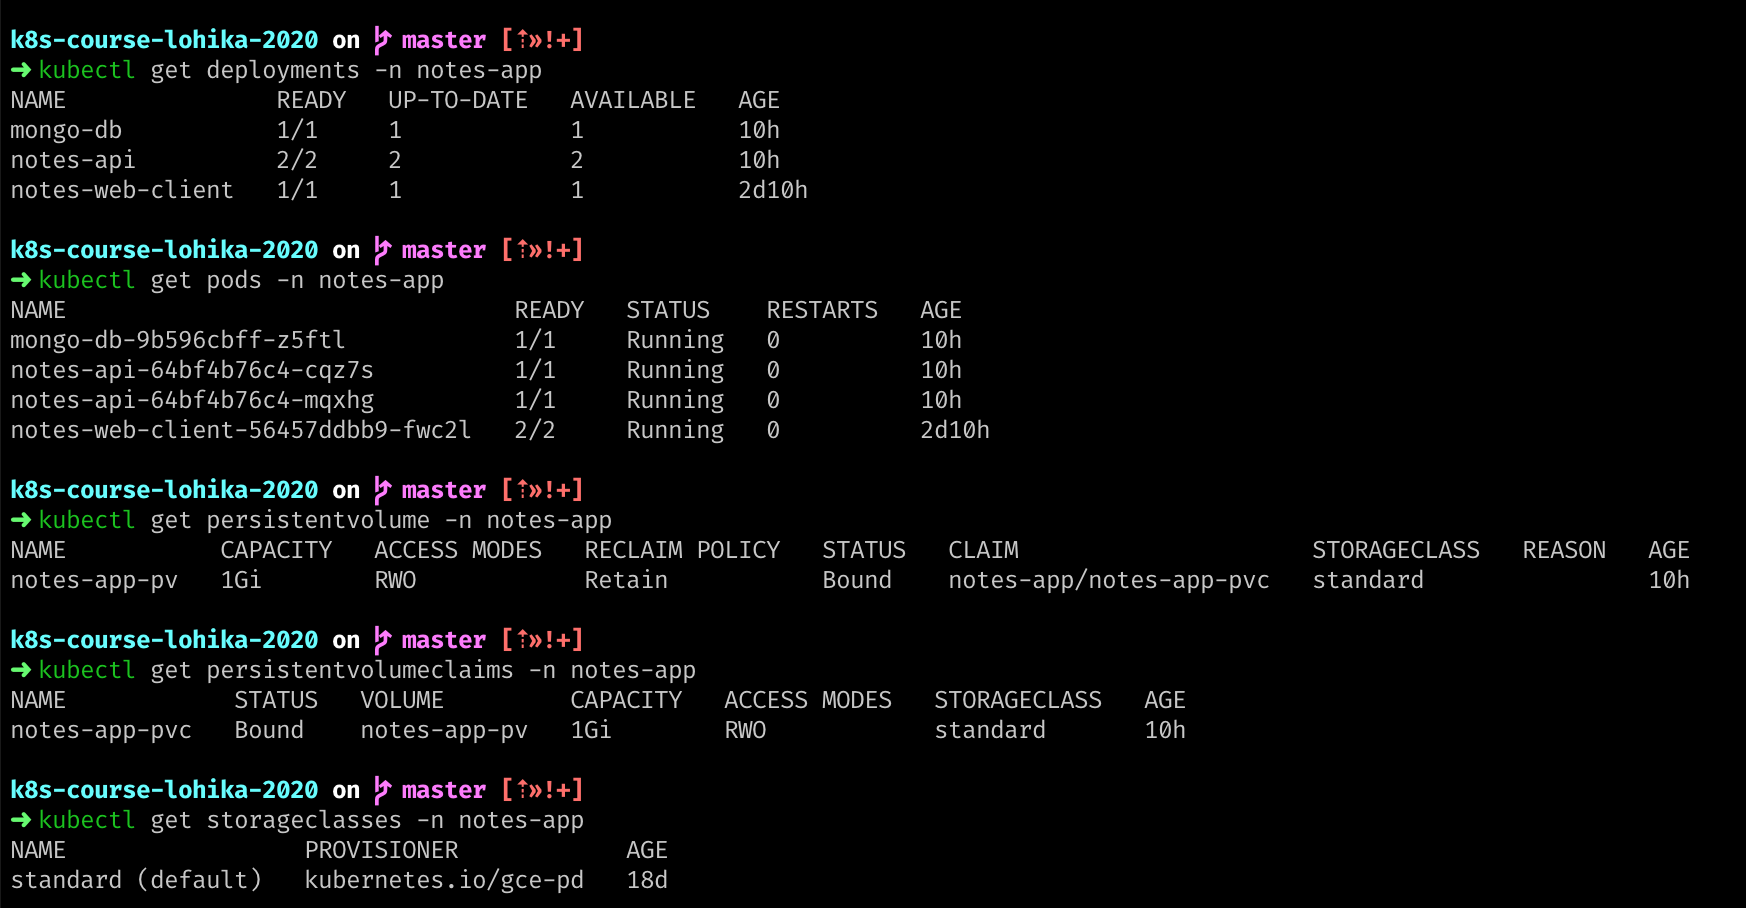 k8s-course-lohika-2020 on master [⇡»!+]
➜ kubectl get deployments -n notes-app
NAME READY UP-TO-DATE AVAILABLE AGE
mongo-db 1/1 1 1 10h
notes-api 2/2 2 2 10h
notes-web-client 1/1 1 1 2d10h
k8s-course-lohika-2020 on master [⇡»!+]
➜ kubectl get pods -n notes-app
NAME READY STATUS RESTARTS AGE
mongo-db-9b596cbff-z5ftl 1/1 Running 0 10h
notes-api-64bf4b76c4-cqz7s 1/1 Running 0 10h
notes-api-64bf4b76c4-mqxhg 1/1 Running 0 10h
notes-web-client-56457ddbb9-fwc2l 2/2 Running 0 2d10h
k8s-course-lohika-2020 on master [⇡»!+]
➜ kubectl get persistentvolume -n notes-app
NAME CAPACITY ACCESS MODES RECLAIM POLICY STATUS CLAIM STORAGECLASS REASON AGE
notes-app-pv 1Gi RWO Retain Bound notes-app/notes-app-pvc standard 10h
k8s-course-lohika-2020 on master [⇡»!+]
➜ kubectl get persistentvolumeclaims -n notes-app
NAME STATUS VOLUME CAPACITY ACCESS MODES STORAGECLASS AGE
notes-app-pvc Bound notes-app-pv 1Gi RWO standard 10h
k8s-course-lohika-2020 on master [⇡»!+]
➜ kubectl get storageclasses -n notes-app
NAME PROVISIONER AGE
standard (default) kubernetes.io/gce-pd 18d